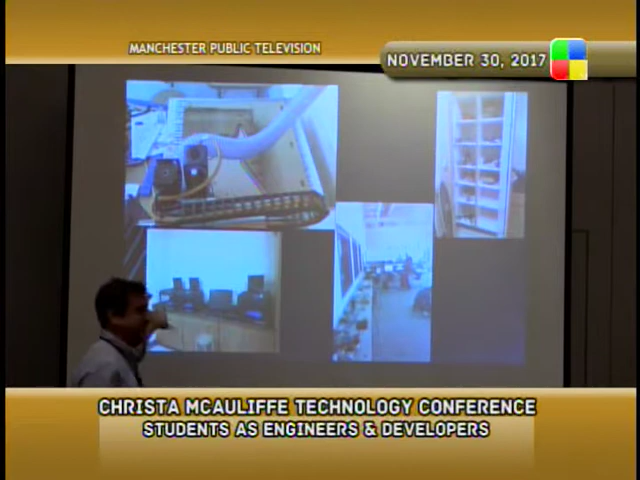 MANCHESTER PUBLIC TELEVISION
NOVEMBER 30, 2017
CHRISTA MCAULIFFE TECHNOLOGY CONFERENCE
STUDENTS AS ENGINEERS & DEVELOPERS